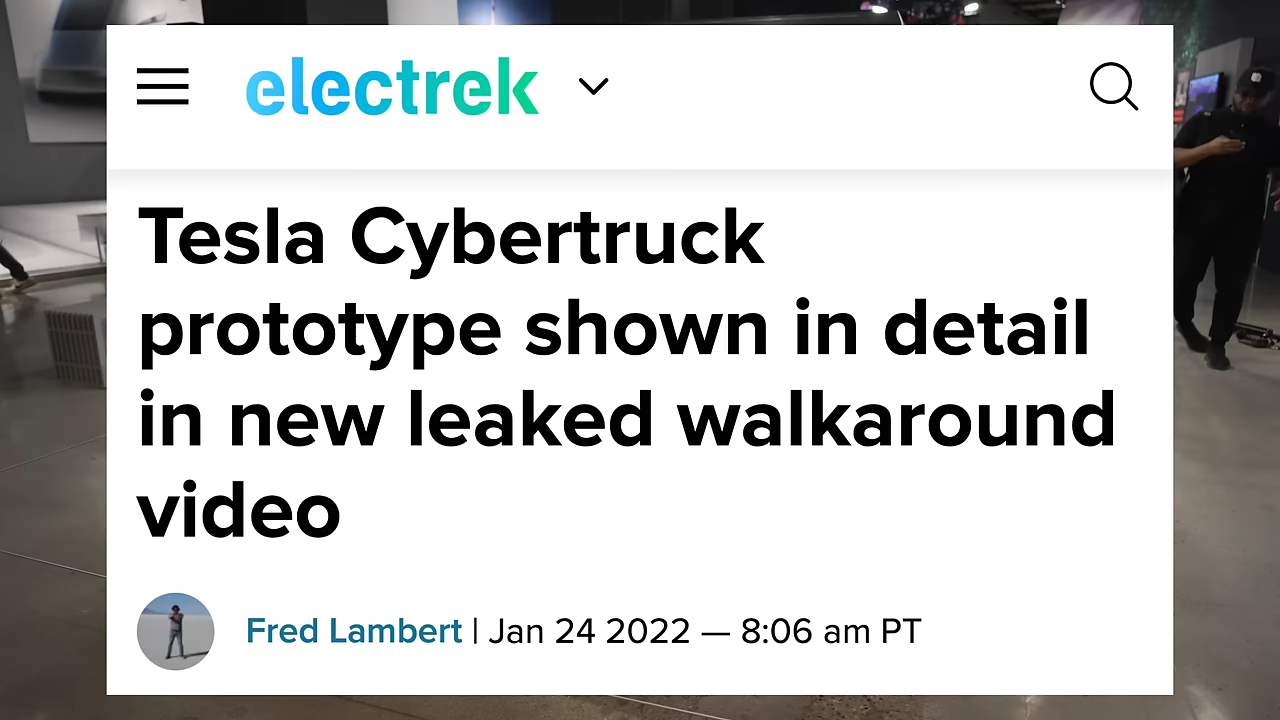 electrek
Tesla Cybertruck
prototype shown in detail
in new leaked walkaround
video
Fred Lambert | Jan 24 2022 — 8:06 am PT